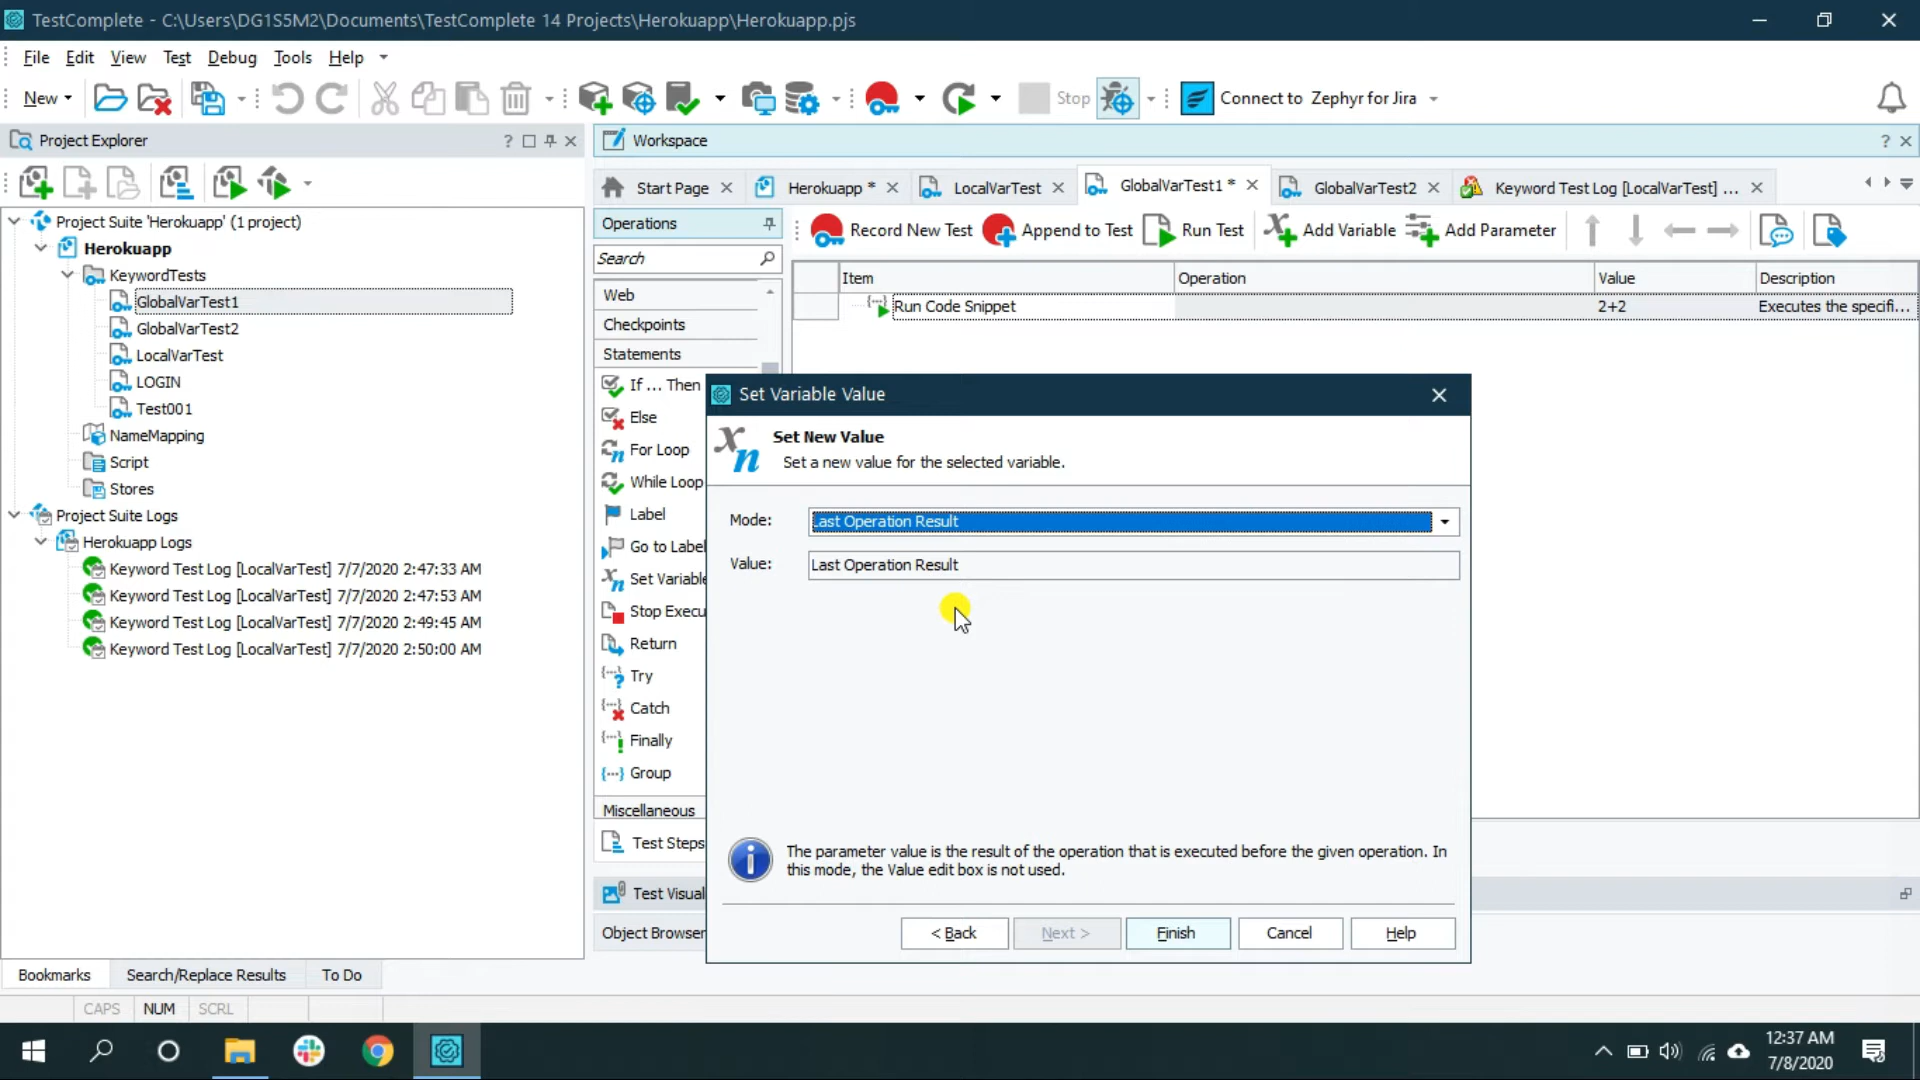 TestComplete - C:\Users\DG1S5M2\Documents\TestComplete 14 Projects\Herokuapp\Herokuapp.pjs
File Edit View Test Debug Tools Help
New Stop Connect to Zephyr for Jira
Project Explorer
Project Suite 'Herokuapp' (1 project)
Herokuapp
KeywordTests
GlobalVarTest1
GlobalVarTest2
LocalVarTest
LOGIN
Test001
NameMapping
Script
Stores
Project Suite Logs
Herokuapp Logs
Keyword Test Log [LocalVarTest] 7/7/2020 2:47:33 AM
Keyword Test Log [LocalVarTest] 7/7/2020 2:47:53 AM
Keyword Test Log [LocalVarTest] 7/7/2020 2:49:45 AM
Keyword Test Log [LocalVarTest] 7/7/2020 2:50:00 AM
Bookmarks Search/Replace Results To Do
Workspace
Start Page Herokuapp * LocalVarTest GlobalVarTest1 * GlobalVarTest2 Keyword Test Log [LocalVarTest] ...
Operations
Search
Web
Checkpoints
Statements
If ... Then
Else
For Loop
While Loop
Label
Go to Label
Set Variable
Stop Execu
Return
Try
Catch
Finally
Group
Miscellaneous
Test Steps
Test Visual
Object Browser
Record New Test Append to Test Run Test Add Variable Add Parameter
Item Operation Value Description
Run Code Snippet 2+2 Executes the specifi...
Set Variable Value
Set New Value
Set a new value for the selected variable.
Mode: Last Operation Result
Value: Last Operation Result
The parameter value is the result of the operation that is executed before the given operation. In
this mode, the Value edit box is not used.
< Back Next > Finish Cancel Help
CAPS NUM SCRL
12:37 AM
7/8/2020